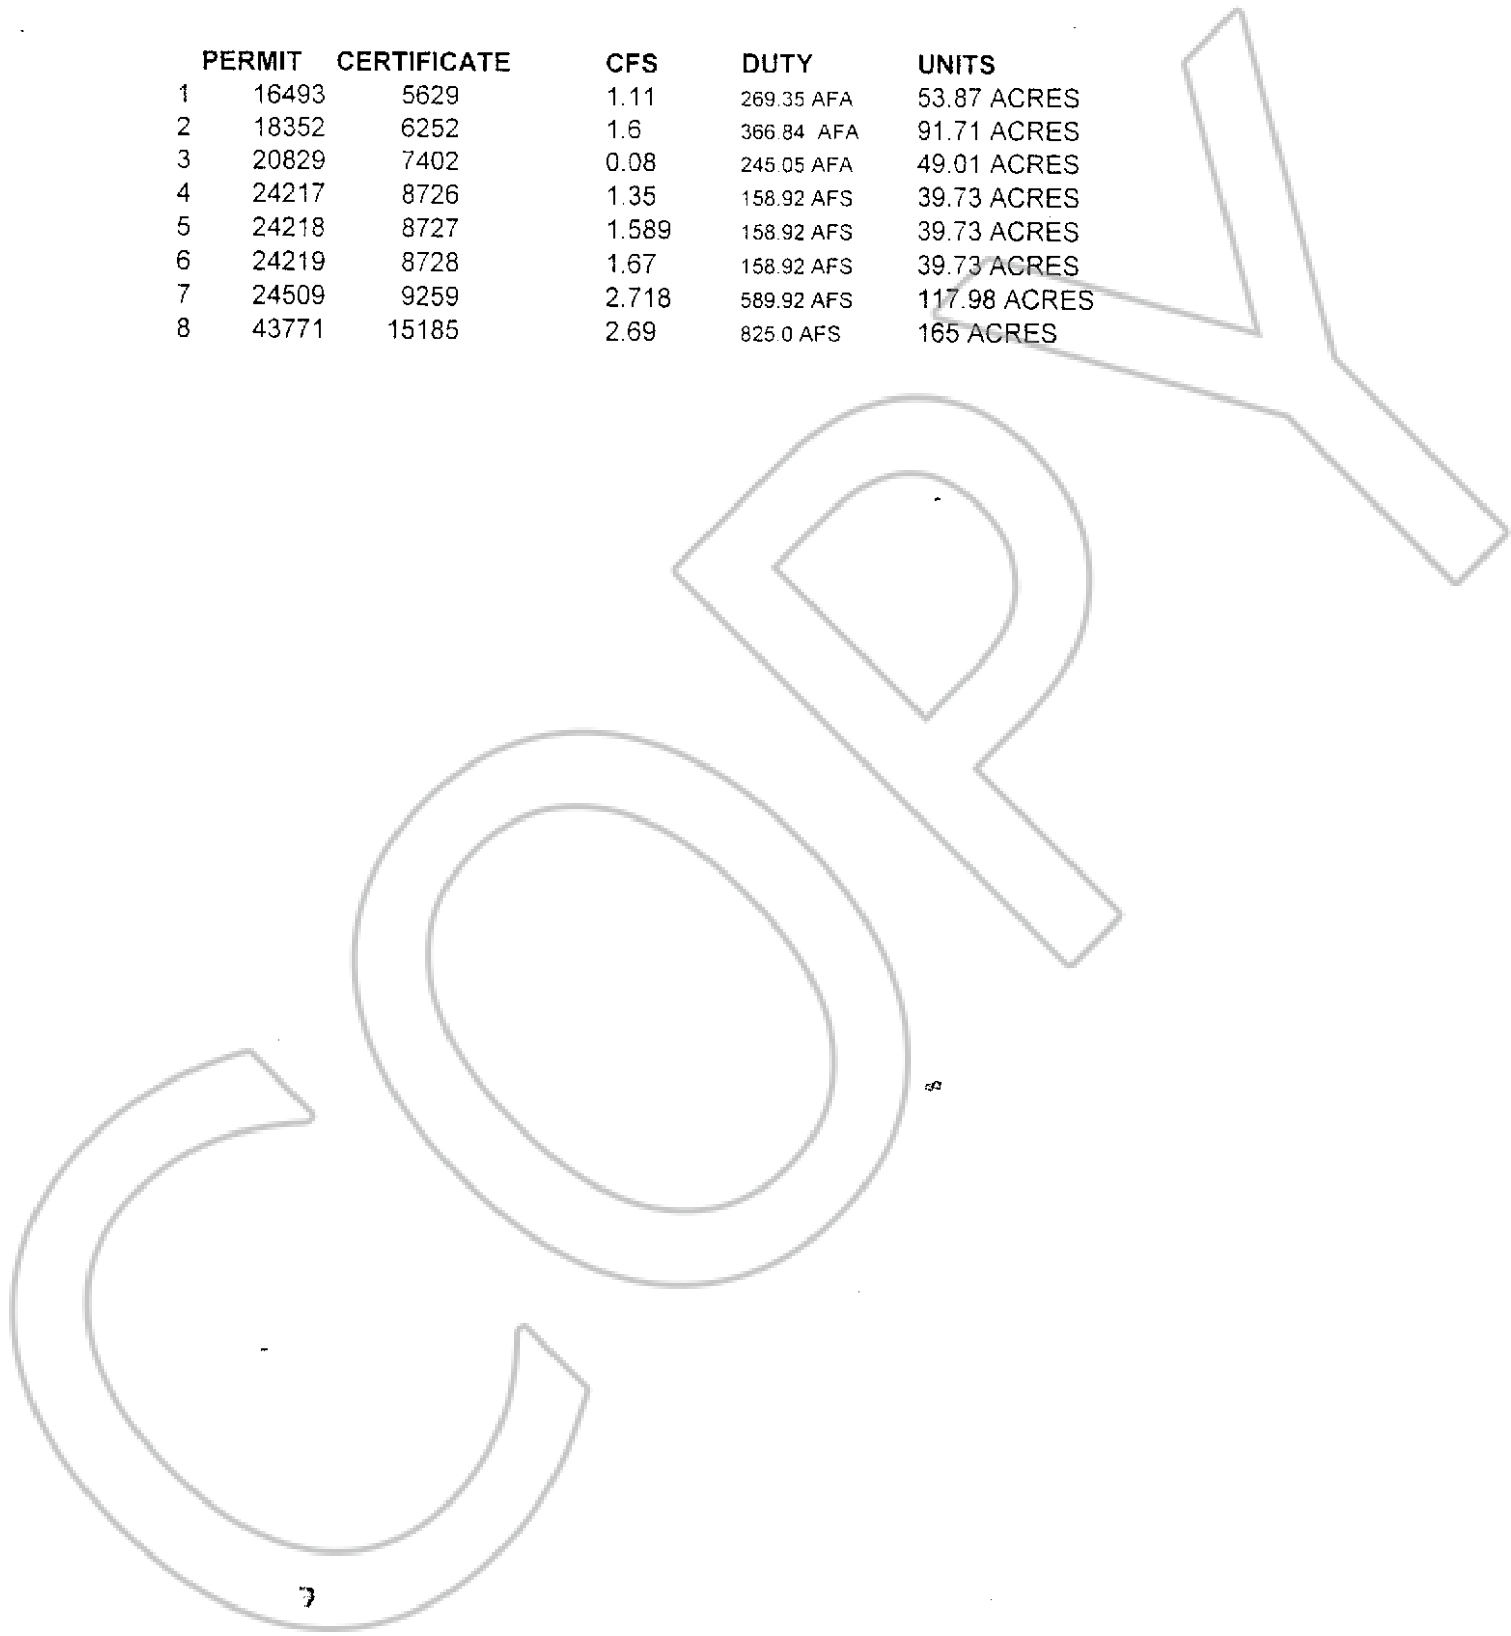 PERMIT CERTIFICATE CFS DUTY UNITS
1 16493 5629 1.11 269.35 AFA 53.87 ACRES
2 18352 6252 1.6 366.84 AFA 91.71 ACRES
3 20829 7402 0.08 245.05 AFA 49.01 ACRES
4 24217 8726 1.35 158.92 AFS 39.73 ACRES
5 24218 8727 1.589 158.92 AFS 39.73 ACRES
6 24219 8728 1.67 158.92 AFS 39.73 ACRES
7 24509 9259 2.718 589.92 AFS 117.98 ACRES
8 43771 15185 2.69 825.0 AFS 165 ACRES
COPY